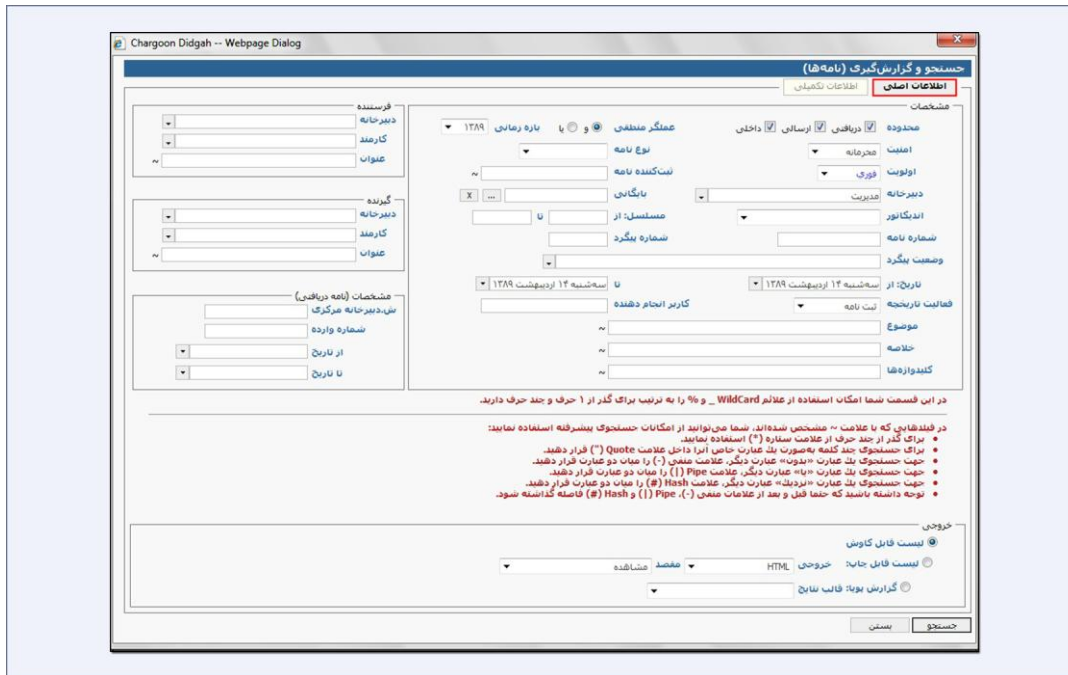 Chargoon Didgah -- Webpage Dialog
جستجو و گزارش‌گیری (نامه‌ها)
اطلاعات اصلی اطلاعات تکمیلی
مشخصات
محدوده دریافتی ارسالی داخلی عملگر منطقی و یا بازه زمانی ۱۳۸۹
امنیت محرمانه نوع نامه
اولویت فوری ثبت‌کننده نامه ~
دبیرخانه مدیریت بایگانی ... X
اندیکاتور مسلسل: از تا
شماره نامه شماره پیگرد
وضعیت پیگرد
تاریخ: از سه‌شنبه ۱۴ اردیبهشت ۱۳۸۹ تا سه‌شنبه ۱۴ اردیبهشت ۱۳۸۹
فعالیت تاریخچه ثبت نامه کاربر انجام دهنده
موضوع ~
خلاصه ~
کلیدواژه‌ها ~
فرستنده
دبیرخانه
کارمند
عنوان ~
گیرنده
دبیرخانه
کارمند
عنوان ~
مشخصات (نامه دریافتی)
ش.دبیرخانه مرکزی
شماره وارده
از تاریخ
تا تاریخ
در این قسمت شما امکان استفاده از علائم WildCard _ و % را به ترتیب برای گذر از ۱ حرف و چند حرف دارید.
در فیلدهایی که با علامت ~ مشخص شده‌اند، شما می‌توانید از امکانات جستجوی پیشرفته استفاده نمایید:
• برای گذر از چند حرف از علامت ستاره (*) استفاده نمایید.
• برای جستجوی چند کلمه به‌صورت یك عبارت خاص آنرا داخل علامت Quote (") قرار دهید.
• جهت جستجوی یك عبارت «بدون» عبارت دیگر، علامت منفی (-) را میان دو عبارت قرار دهید.
• جهت جستجوی یك عبارت «یا» عبارت دیگر، علامت Pipe (|) را میان دو عبارت قرار دهید.
• جهت جستجوی یك عبارت «نزدیك» عبارت دیگر، علامت Hash (#) را میان دو عبارت قرار دهید.
• توجه داشته باشید که حتما قبل و بعد از علامات منفی (-)، Pipe (|) و Hash (#) فاصله گذاشته شود.
خروجی
لیست قابل کاوش
لیست قابل چاپ: خروجی HTML مقصد مشاهده
گزارش پویا: قالب نتایج
جستجو بستن